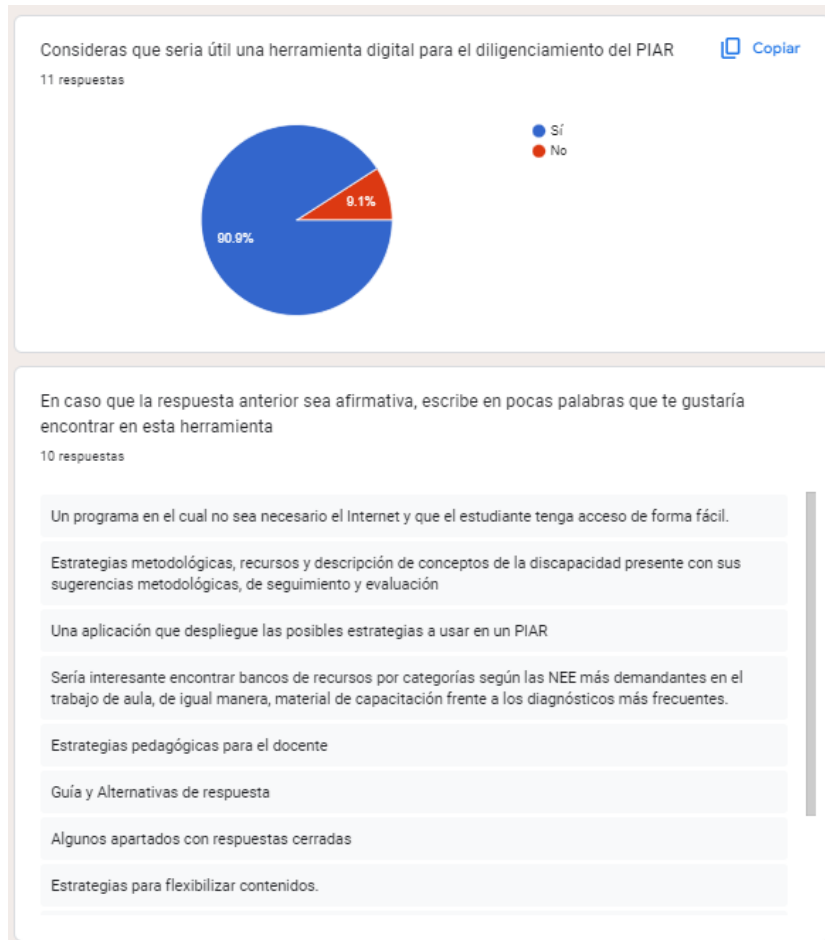 Consideras que seria útil una herramienta digital para el diligenciamiento del PIAR
Copiar
11 respuestas
Sí
No
9.1%
90.9%
En caso que la respuesta anterior sea afirmativa, escribe en pocas palabras que te gustaría
encontrar en esta herramienta
10 respuestas
Un programa en el cual no sea necesario el Internet y que el estudiante tenga acceso de forma fácil.
Estrategias metodológicas, recursos y descripción de conceptos de la discapacidad presente con sus
sugerencias metodológicas, de seguimiento y evaluación
Una aplicación que despliegue las posibles estrategias a usar en un PIAR
Sería interesante encontrar bancos de recursos por categorías según las NEE más demandantes en el
trabajo de aula, de igual manera, material de capacitación frente a los diagnósticos más frecuentes.
Estrategias pedagógicas para el docente
Guía y Alternativas de respuesta
Algunos apartados con respuestas cerradas
Estrategias para flexibilizar contenidos.